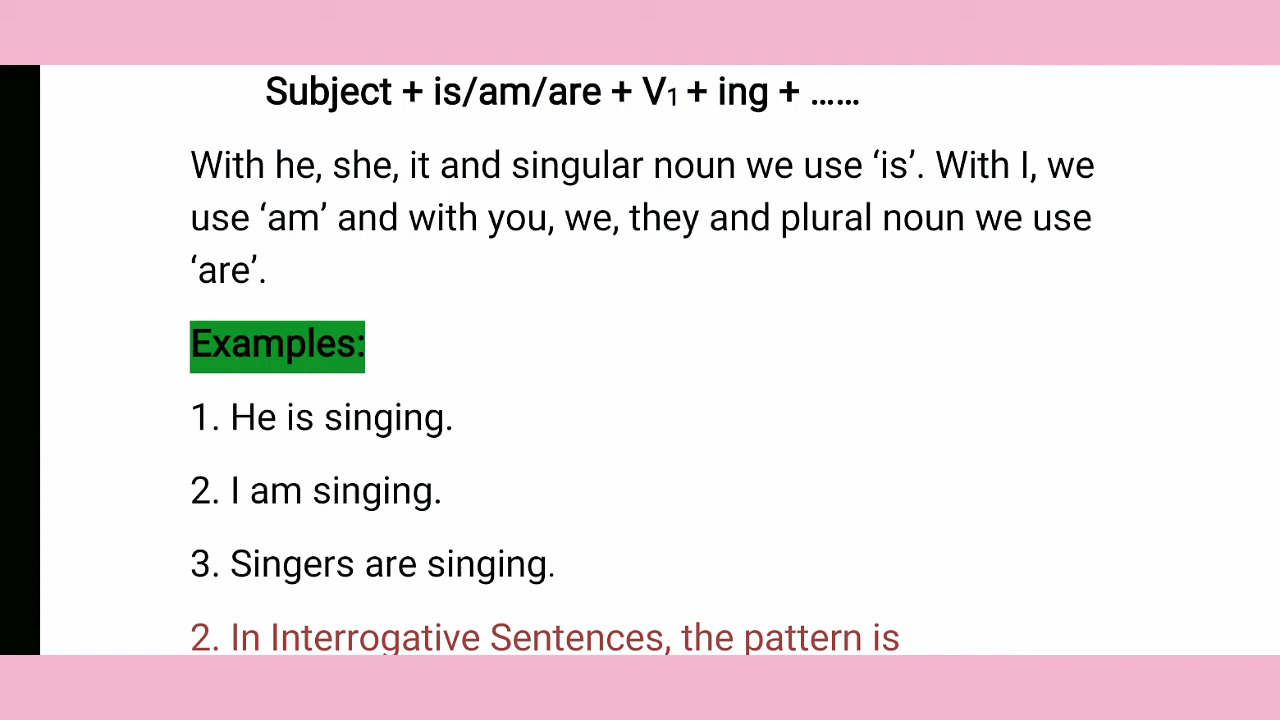 Subject + is/am/are + V₁ + ing + ......
With he, she, it and singular noun we use ‘is’. With I, we
use ‘am’ and with you, we, they and plural noun we use
‘are’.
Examples:
1. He is singing.
2. I am singing.
3. Singers are singing.
2. In Interrogative Sentences, the pattern is